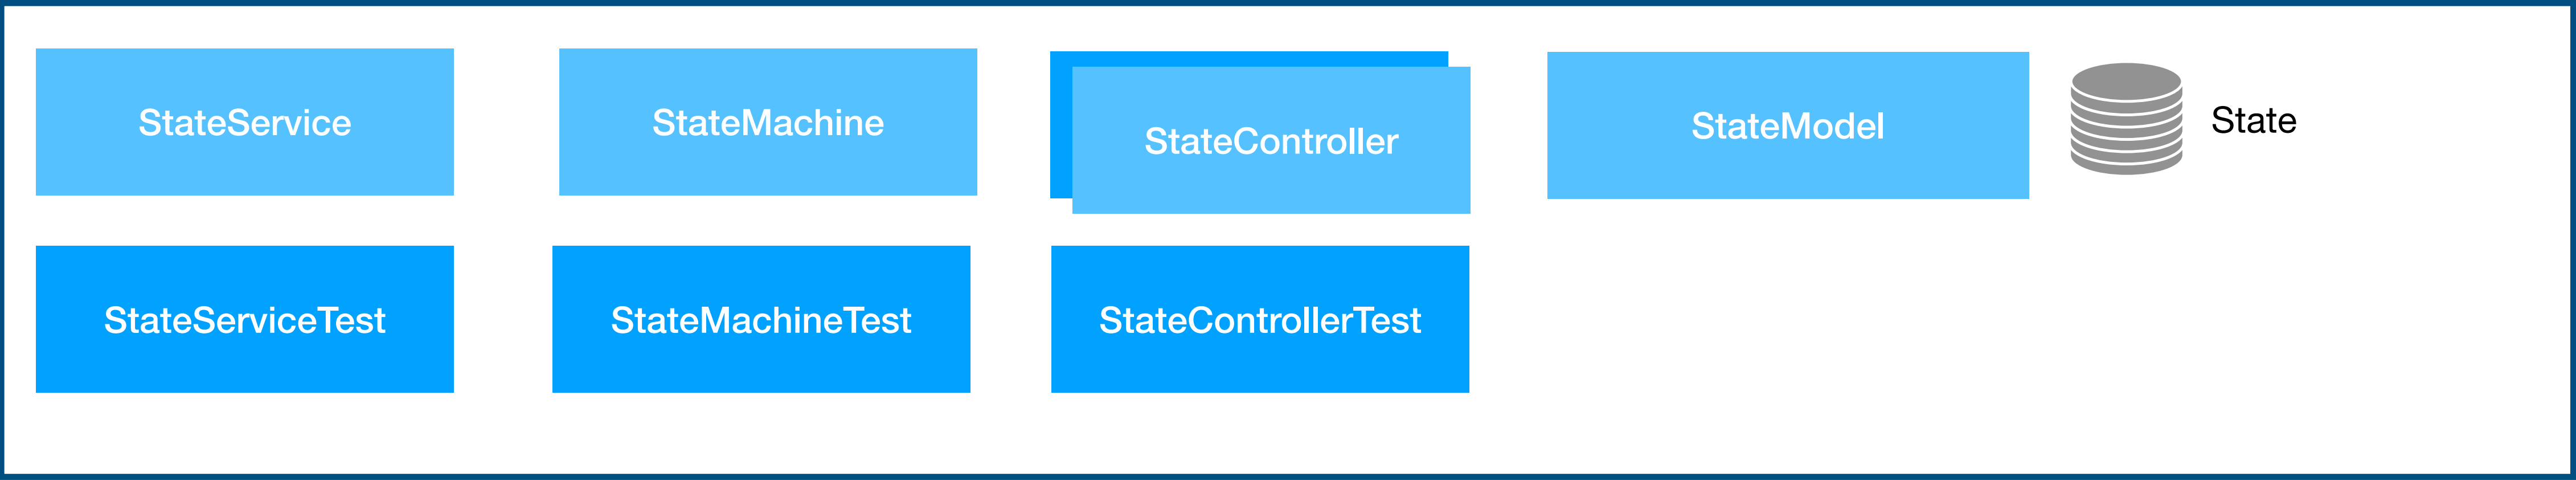 StateService
StateMachine
StateController
StateModel
State
StateServiceTest
StateMachineTest
StateControllerTest